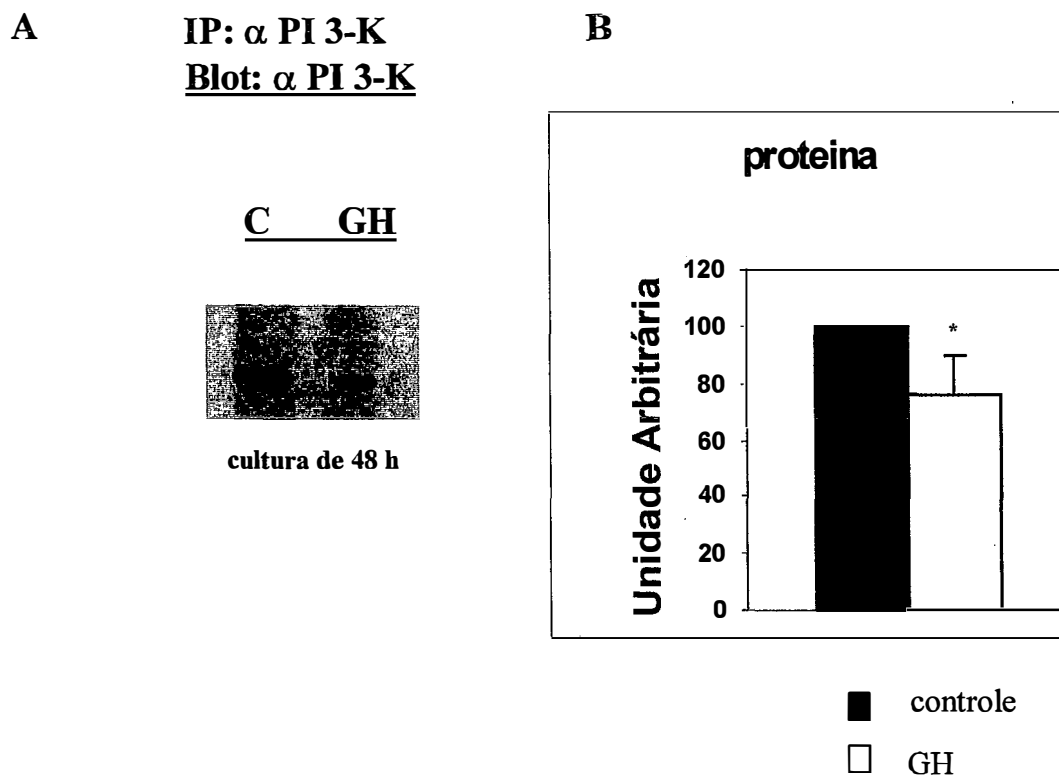 A
IP: α PI 3-K
Blot: α PI 3-K
C GH
cultura de 48 h
B
proteina
Unidade Arbitrária
120
100
80
60
40
20
0
*
controle
GH